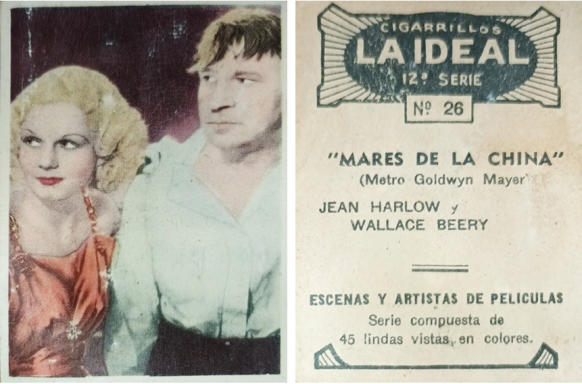 CIGARRILLOS
LA IDEAL
12ª SERIE
Nº 26
"MARES DE LA CHINA"
(Metro Goldwyn Mayer)
JEAN HARLOW y
WALLACE BEERY
ESCENAS Y ARTISTAS DE PELICULAS
Serie compuesta de
45 lindas vistas, en colores.